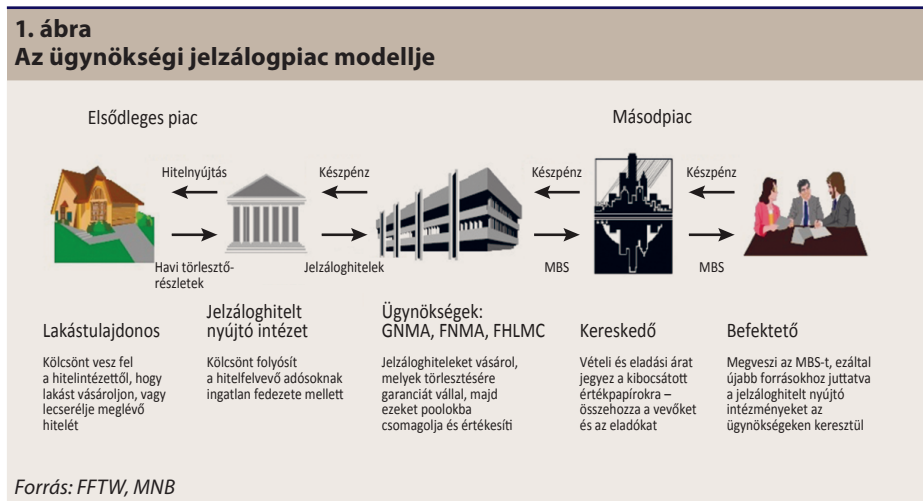 1. ábra
Az ügynökségi jelzálogpiac modellje
Elsődleges piac
Másodpiac
Hitelnyújtás
Készpénz
Készpénz
Készpénz
Havi törlesztő-
részletek
Jelzáloghitelek
MBS
MBS
Lakástulajdonos
Kölcsönt vesz fel
a hitelintézettől, hogy
lakást vásároljon, vagy
lecserélje meglévő
hitelét
Jelzáloghitelt
nyújtó intézet
Kölcsönt folyósít
a hitelfelvevő adósoknak
ingatlan fedezete mellett
Ügynökségek:
GNMA, FNMA, FHLMC
Jelzáloghiteleket vásárol,
melyek törlesztésére
garanciát vállal, majd
ezeket poolokba
csomagolja és értékesíti
Kereskedő
Vételi és eladási árat
jegyez a kibocsátott
értékpapírokra –
összehozza a vevőket
és az eladókat
Befektető
Megveszi az MBS-t, ezáltal
újabb forrásokhoz juttatva
a jelzáloghitelt nyújtó
intézményeket az
ügynökségeken keresztül
Forrás: FFTW, MNB